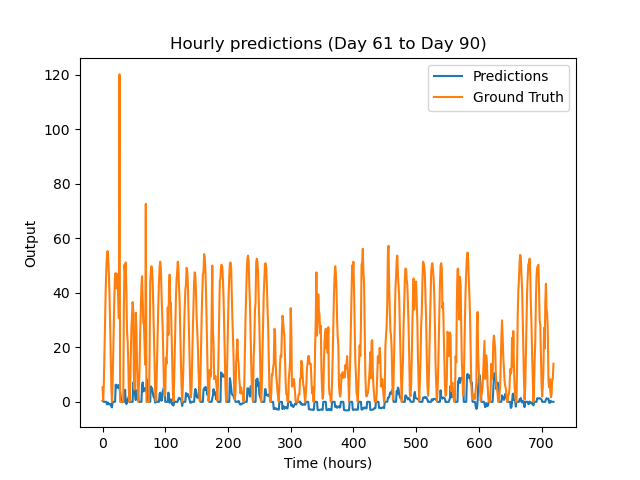 Hourly predictions (Day 61 to Day 90)
Predictions
Ground Truth
Output
120
100
80
60
40
20
0
0 100 200 300 400 500 600 700
Time (hours)